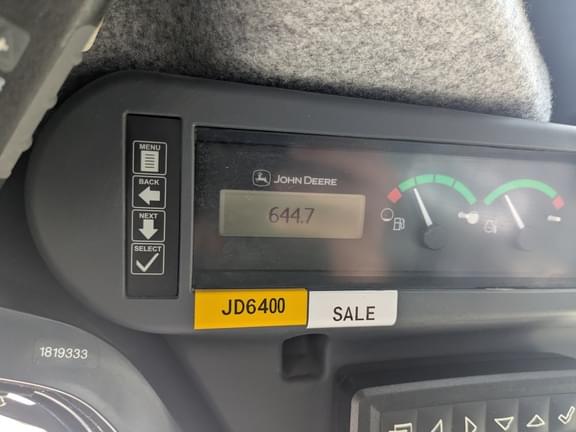 MENU
BACK
NEXT
SELECT
JOHN DEERE
644.7
JD6400
SALE
1819333